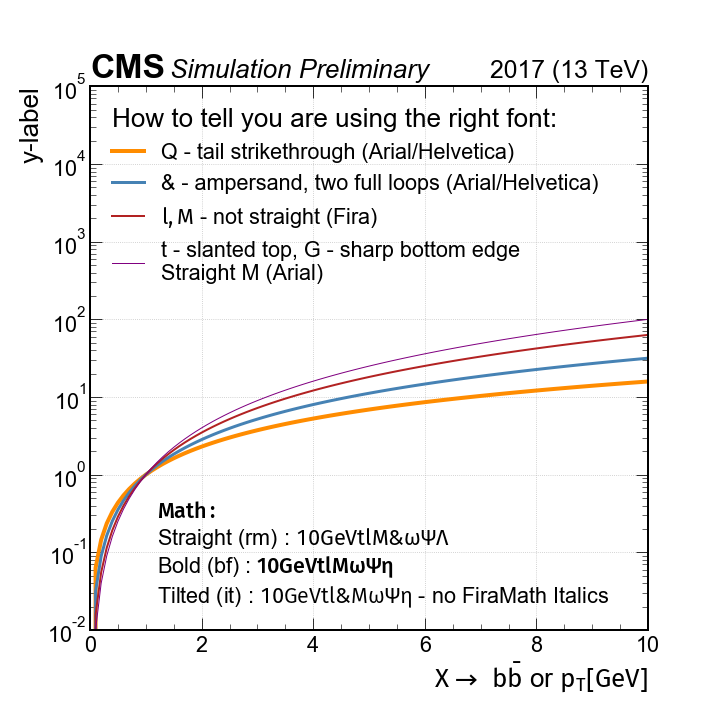 CMS Simulation Preliminary 2017 (13 TeV)
y-label
10^5
10^4
10^3
10^2
10^1
10^0
10^-1
10^-2
How to tell you are using the right font:
Q - tail strikethrough (Arial/Helvetica)
& - ampersand, two full loops (Arial/Helvetica)
l, M - not straight (Fira)
t - slanted top, G - sharp bottom edge
Straight M (Arial)
Math:
Straight (rm) : 10GeVtlM&ωΨΛ
Bold (bf) : 10GeVtlMωΨη
Tilted (it) : 10GeVtl&MωΨη - no FiraMath Italics
0 2 4 6 8 10
X → bb̄ or p_T[GeV]